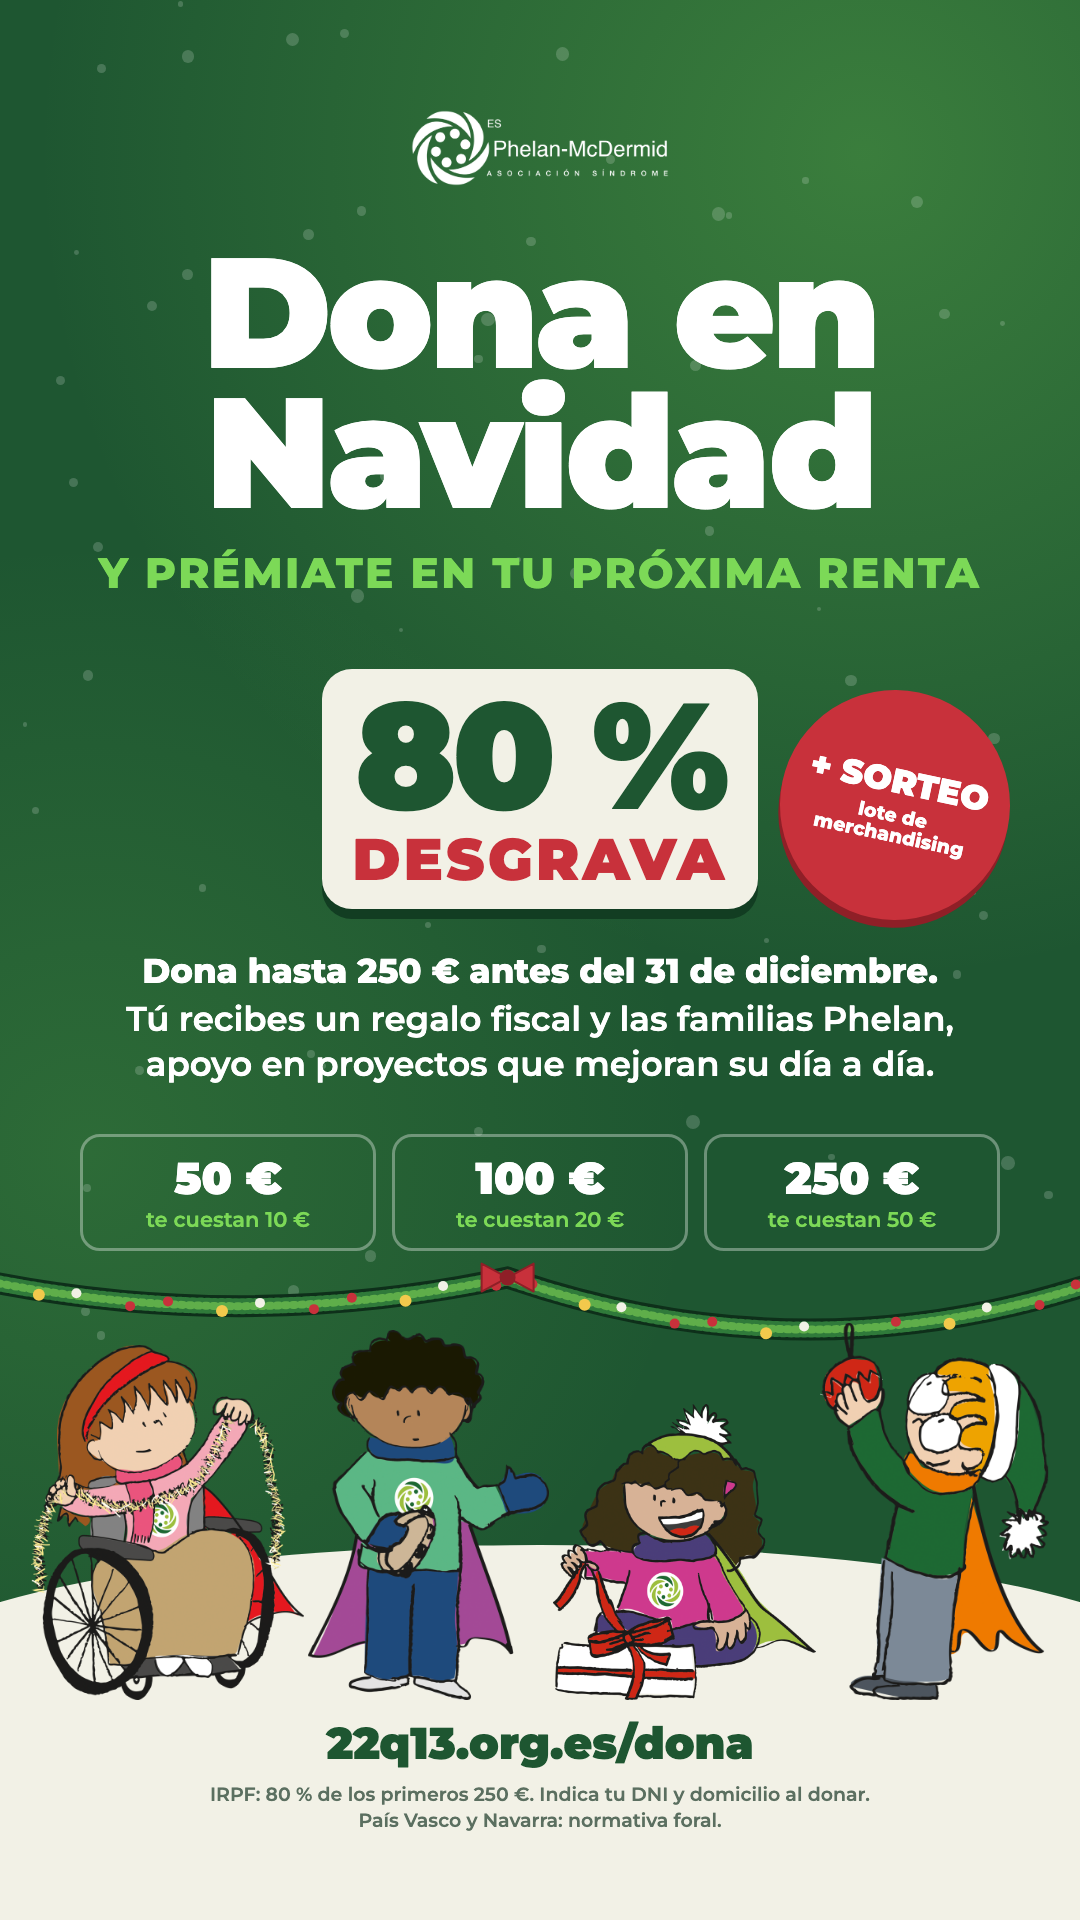 ES
Phelan-McDermid
ASOCIACIÓN SÍNDROME
Dona en
Navidad
Y PRÉMIATE EN TU PRÓXIMA RENTA
80 %
DESGRAVA
+ SORTEO
lote de
merchandising
Dona hasta 250 € antes del 31 de diciembre.
Tú recibes un regalo fiscal y las familias Phelan,
apoyo en proyectos que mejoran su día a día.
50 €
te cuestan 10 €
100 €
te cuestan 20 €
250 €
te cuestan 50 €
22q13.org.es/dona
IRPF: 80 % de los primeros 250 €. Indica tu DNI y domicilio al donar.
País Vasco y Navarra: normativa foral.